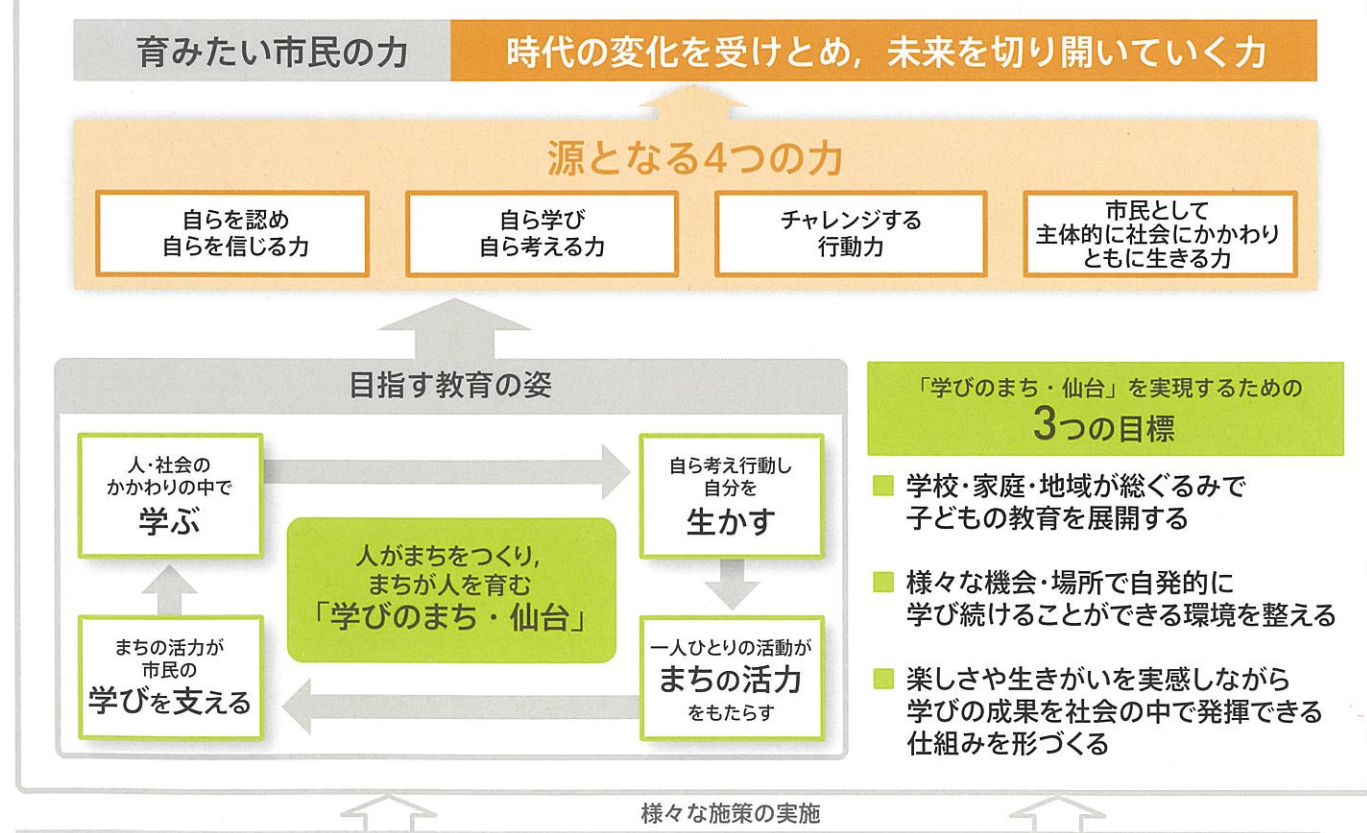 育みたい市民の力
時代の変化を受けとめ，未来を切り開いていく力
源となる4つの力
自らを認め
自らを信じる力
自ら学び
自ら考える力
チャレンジする
行動力
市民として
主体的に社会にかかわり
ともに生きる力
目指す教育の姿
人・社会の
かかわりの中で
学ぶ
自ら考え行動し
自分を
生かす
人がまちをつくり，
まちが人を育む
「学びのまち・仙台」
まちの活力が
市民の
学びを支える
一人ひとりの活動が
まちの活力
をもたらす
「学びのまち・仙台」を実現するための
3つの目標
学校・家庭・地域が総ぐるみで
子どもの教育を展開する
様々な機会・場所で自発的に
学び続けることができる環境を整える
楽しさや生きがいを実感しながら
学びの成果を社会の中で発揮できる
仕組みを形づくる
様々な施策の実施